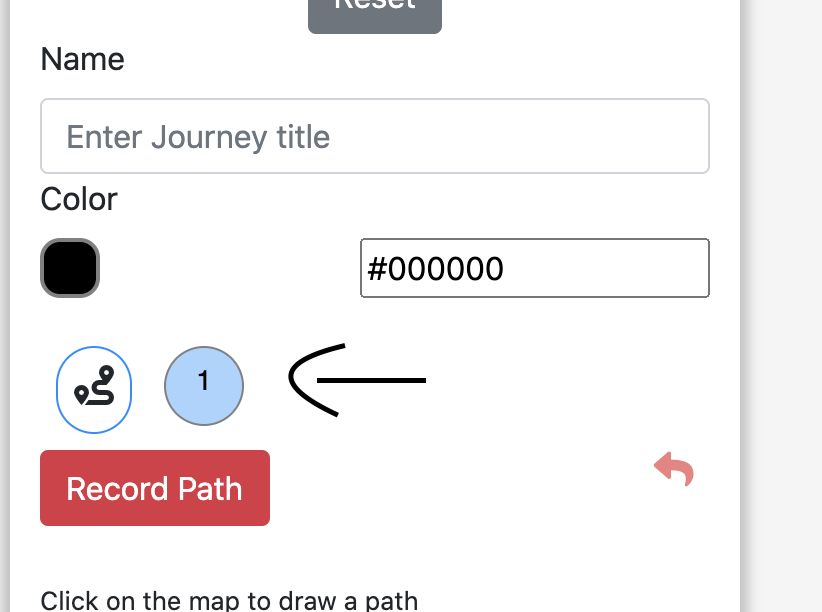 Reset
Name
Enter Journey title
Color
#000000
1
Record Path
Click on the map to draw a path